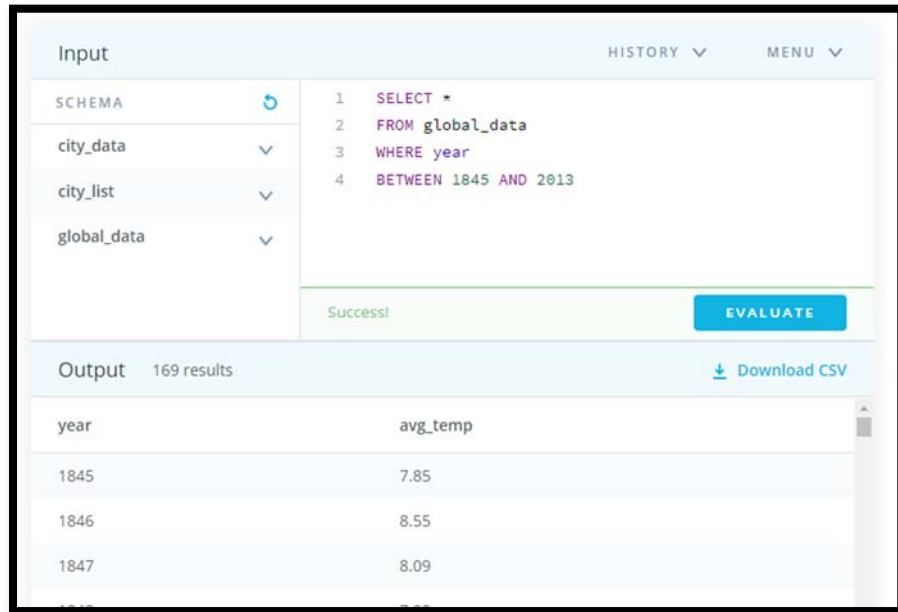 Input HISTORY MENU
SCHEMA
city_data
city_list
global_data
1 SELECT *
2 FROM global_data
3 WHERE year
4 BETWEEN 1845 AND 2013
Success! EVALUATE
Output 169 results Download CSV
year avg_temp
1845 7.85
1846 8.55
1847 8.09